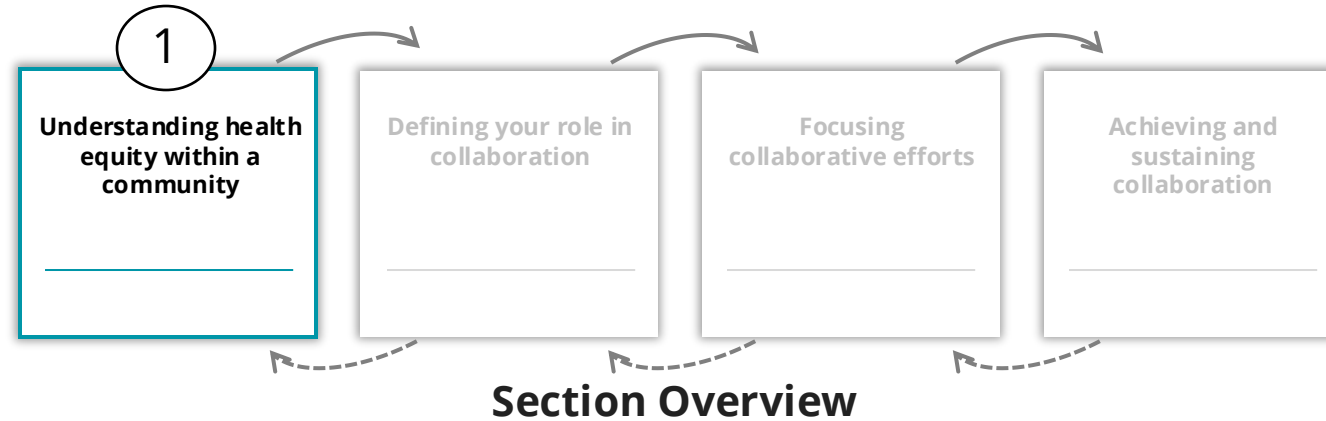 1
Understanding health
equity within a
community
Defining your role in
collaboration
Focusing
collaborative efforts
Achieving and
sustaining
collaboration
Section Overview